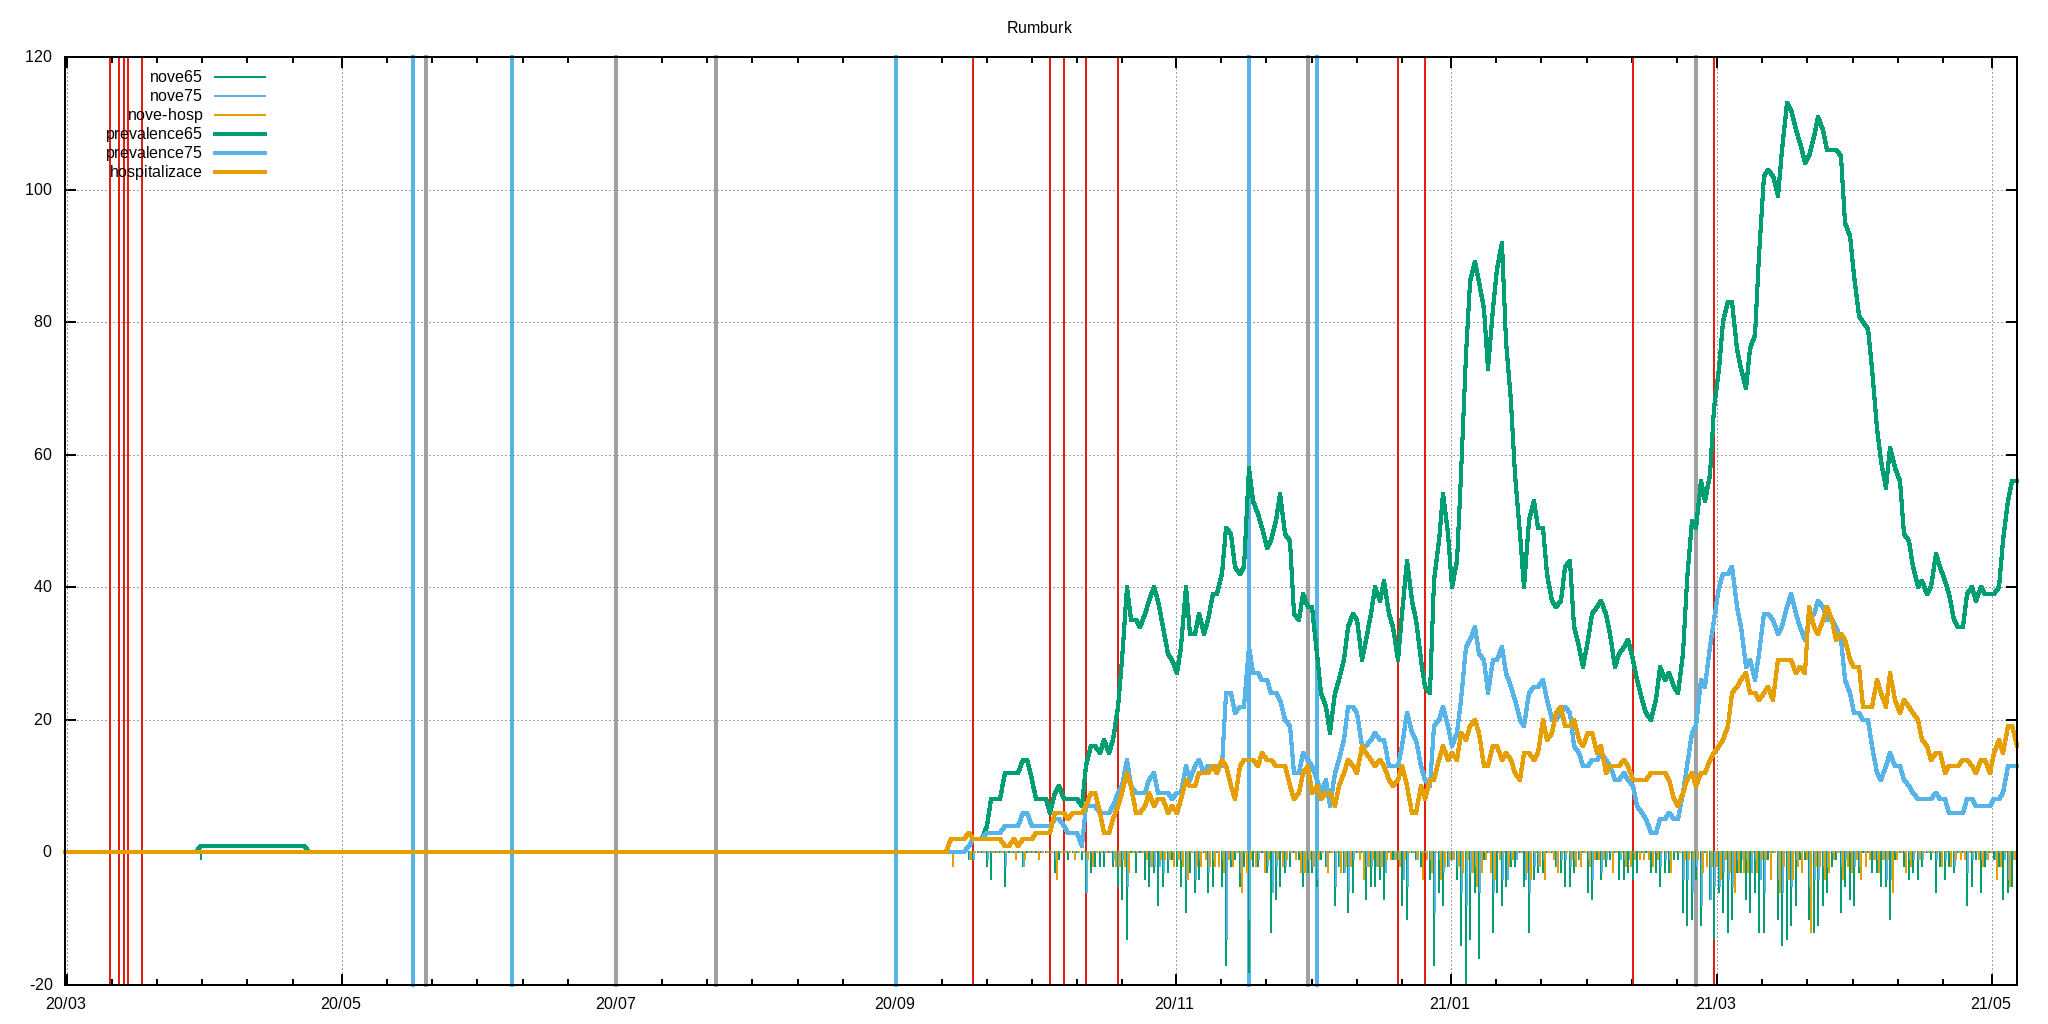 Rumburk
120
100
80
60
40
20
0
-20
nove65
nove75
nove-hosp
prevalence65
prevalence75
hospitalizace
20/03 20/05 20/07 20/09 20/11 21/01 21/03 21/05